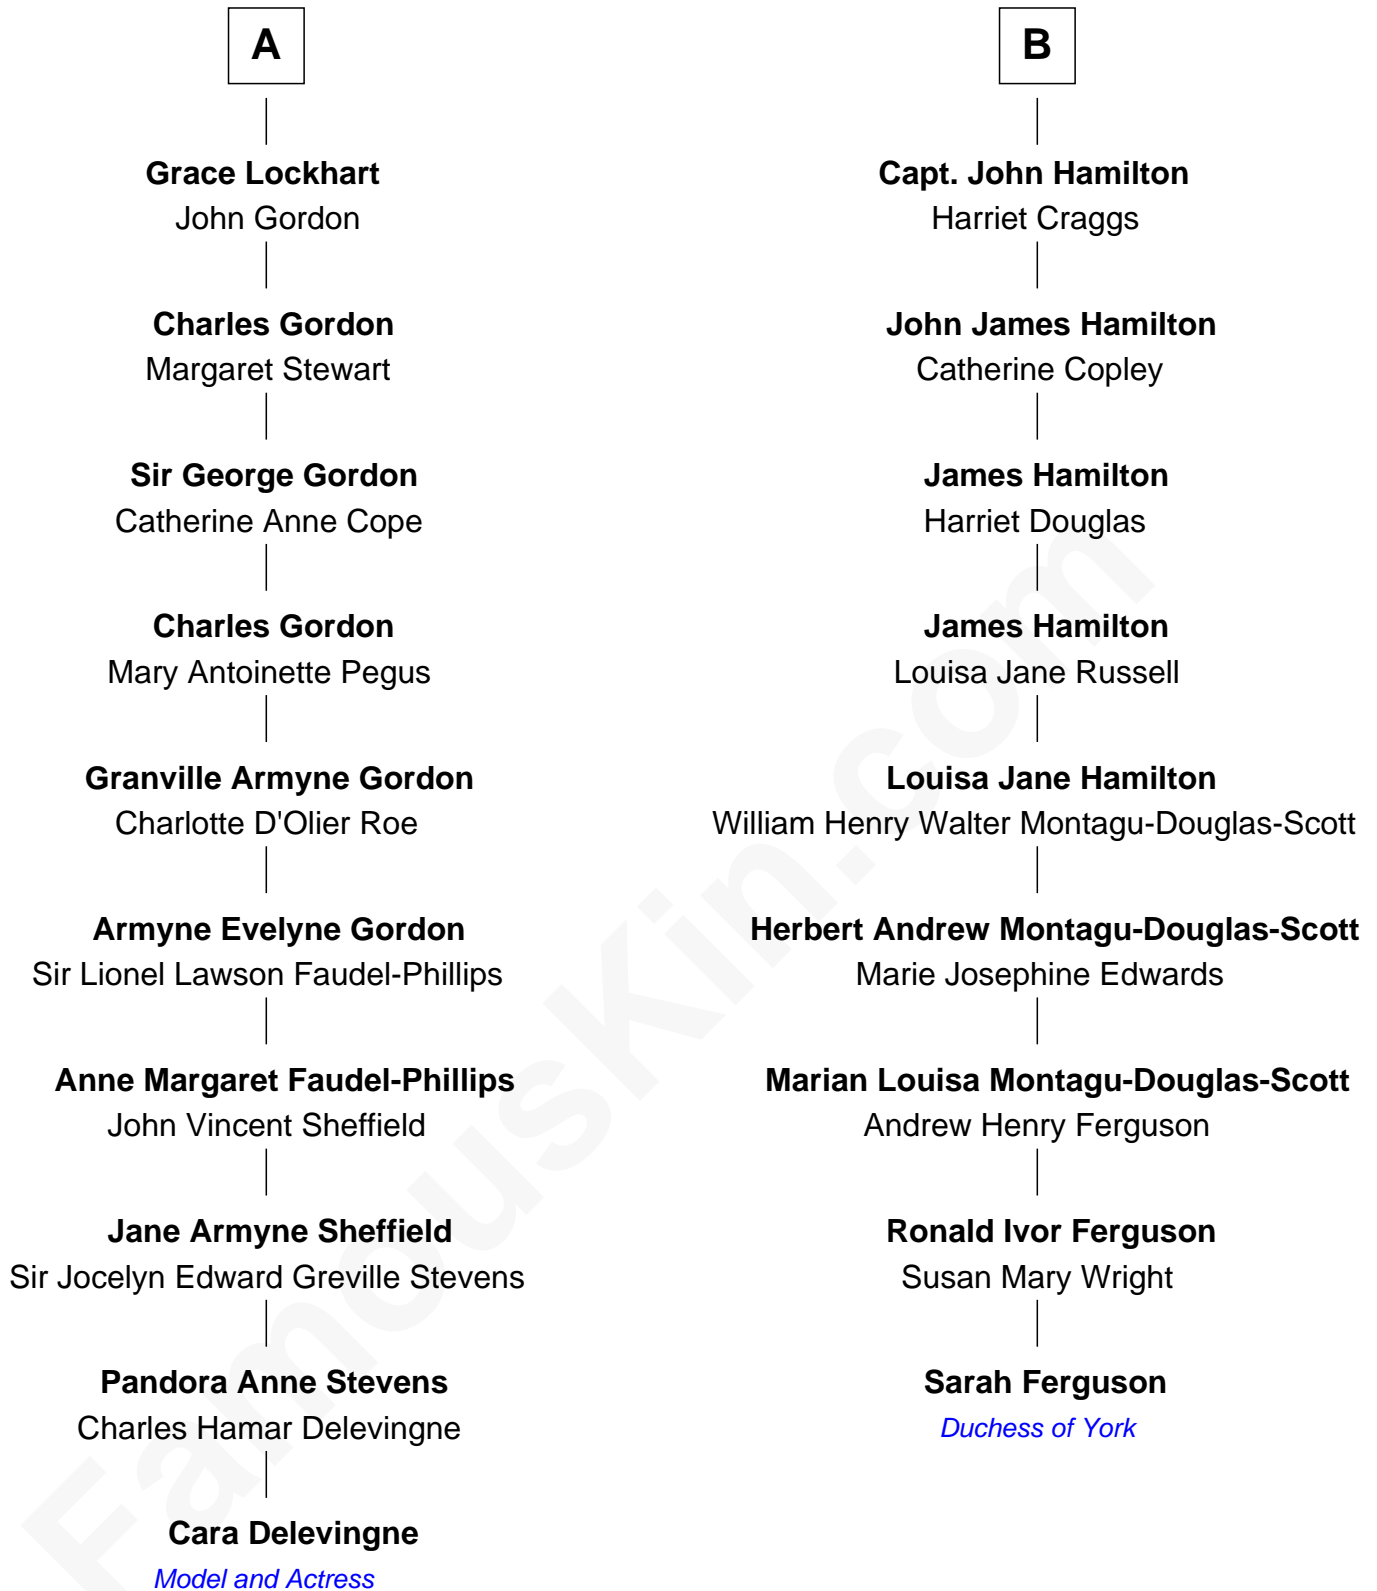 A
Grace Lockhart
John Gordon
Charles Gordon
Margaret Stewart
Sir George Gordon
Catherine Anne Cope
Charles Gordon
Mary Antoinette Pegus
Granville Armyne Gordon
Charlotte D'Olier Roe
Armyne Evelyne Gordon
Sir Lionel Lawson Faudel-Phillips
Anne Margaret Faudel-Phillips
John Vincent Sheffield
Jane Armyne Sheffield
Sir Jocelyn Edward Greville Stevens
Pandora Anne Stevens
Charles Hamar Delevingne
Cara Delevingne
Model and Actress
B
Capt. John Hamilton
Harriet Craggs
John James Hamilton
Catherine Copley
James Hamilton
Harriet Douglas
James Hamilton
Louisa Jane Russell
Louisa Jane Hamilton
William Henry Walter Montagu-Douglas-Scott
Herbert Andrew Montagu-Douglas-Scott
Marie Josephine Edwards
Marian Louisa Montagu-Douglas-Scott
Andrew Henry Ferguson
Ronald Ivor Ferguson
Susan Mary Wright
Sarah Ferguson
Duchess of York
FamousKin.com